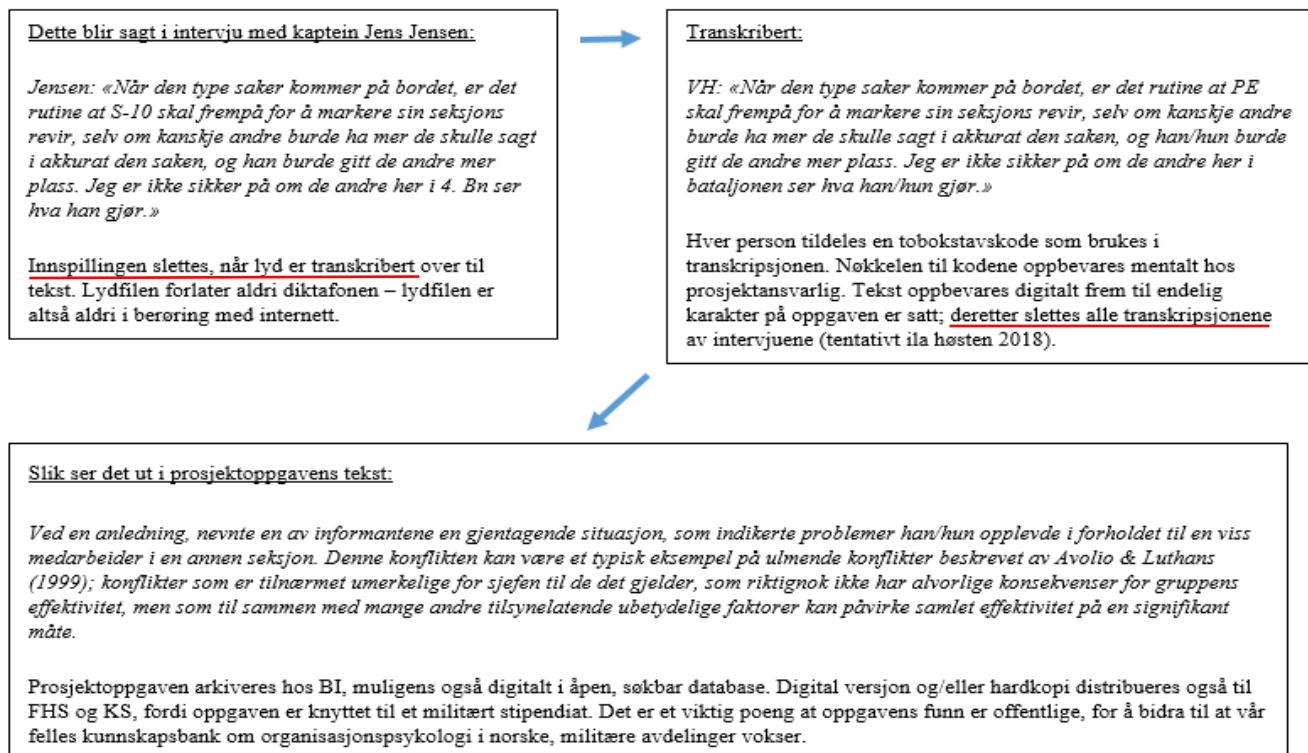 Dette blir sagt i intervju med kaptein Jens Jensen:
Jensen: «Når den type saker kommer på bordet, er det
rutine at S-10 skal frempå for å markere sin seksjons
revir, selv om kanskje andre burde ha mer de skulle sagt
i akkurat den saken, og han burde gitt de andre mer
plass. Jeg er ikke sikker på om de andre her i 4. Bn ser
hva han gjør.»
Innspillingen slettes, når lyd er transkribert over til
tekst. Lydfilen forlater aldri diktafonen – lydfilen er
altså aldri i berøring med internett.
Transkribert:
VH: «Når den type saker kommer på bordet, er det rutine at PE
skal frempå for å markere sin seksjons revir, selv om kanskje andre
burde ha mer de skulle sagt i akkurat den saken, og han/hun burde
gitt de andre mer plass. Jeg er ikke sikker på om de andre her i
bataljonen ser hva han/hun gjør.»
Hver person tildeles en tobokstavskode som brukes i
transkripsjonen. Nøkkelen til kodene oppbevares mentalt hos
prosjektansvarlig. Tekst oppbevares digitalt frem til endelig
karakter på oppgaven er satt; deretter slettes alle transkripsjonene
av intervjuene (tentativt ila høsten 2018).
Slik ser det ut i prosjektoppgavens tekst:
Ved en anledning, nevnte en av informantene en gjentagende situasjon, som indikerte problemer han/hun opplevde i forholdet til en viss
medarbeider i en annen seksjon. Denne konflikten kan være et typisk eksempel på ulmende konflikter beskrevet av Avolio & Luthans
(1999); konflikter som er tilnærmet umerkelige for sjefen til de det gjelder, som riktignok ikke har alvorlige konsekvenser for gruppens
effektivitet, men som til sammen med mange andre tilsynelatende ubetydelige faktorer kan påvirke samlet effektivitet på en signifikant
måte.
Prosjektoppgaven arkiveres hos BI, muligens også digitalt i åpen, søkbar database. Digital versjon og/eller hardkopi distribueres også til
FHS og KS, fordi oppgaven er knyttet til et militært stipendiat. Det er et viktig poeng at oppgavens funn er offentlige, for å bidra til at vår
felles kunnskapsbank om organisasjonspsykologi i norske, militære avdelinger vokser.